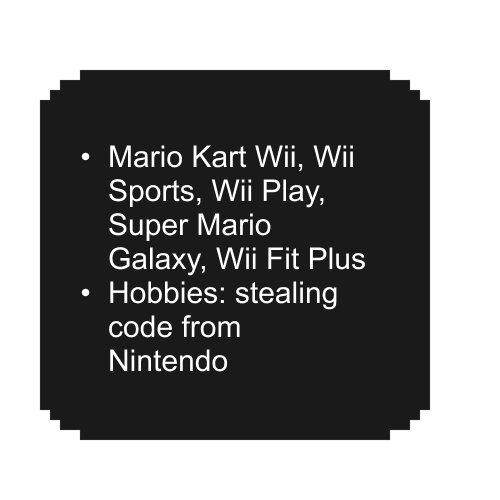 • Mario Kart Wii, Wii
Sports, Wii Play,
Super Mario
Galaxy, Wii Fit Plus
• Hobbies: stealing
code from
Nintendo